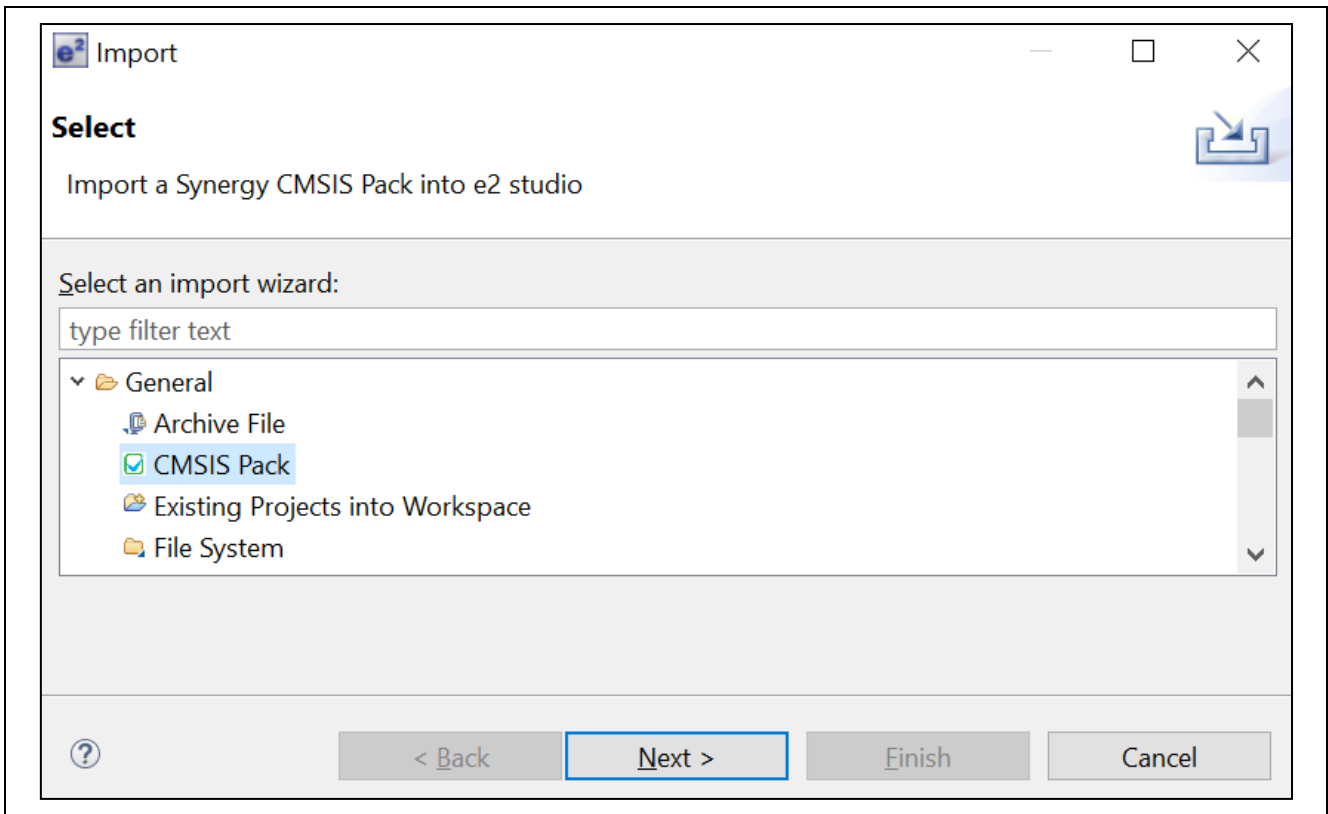 e² Import
Select
Import a Synergy CMSIS Pack into e2 studio
Select an import wizard:
type filter text
General
Archive File
CMSIS Pack
Existing Projects into Workspace
File System
? < Back Next > Finish Cancel